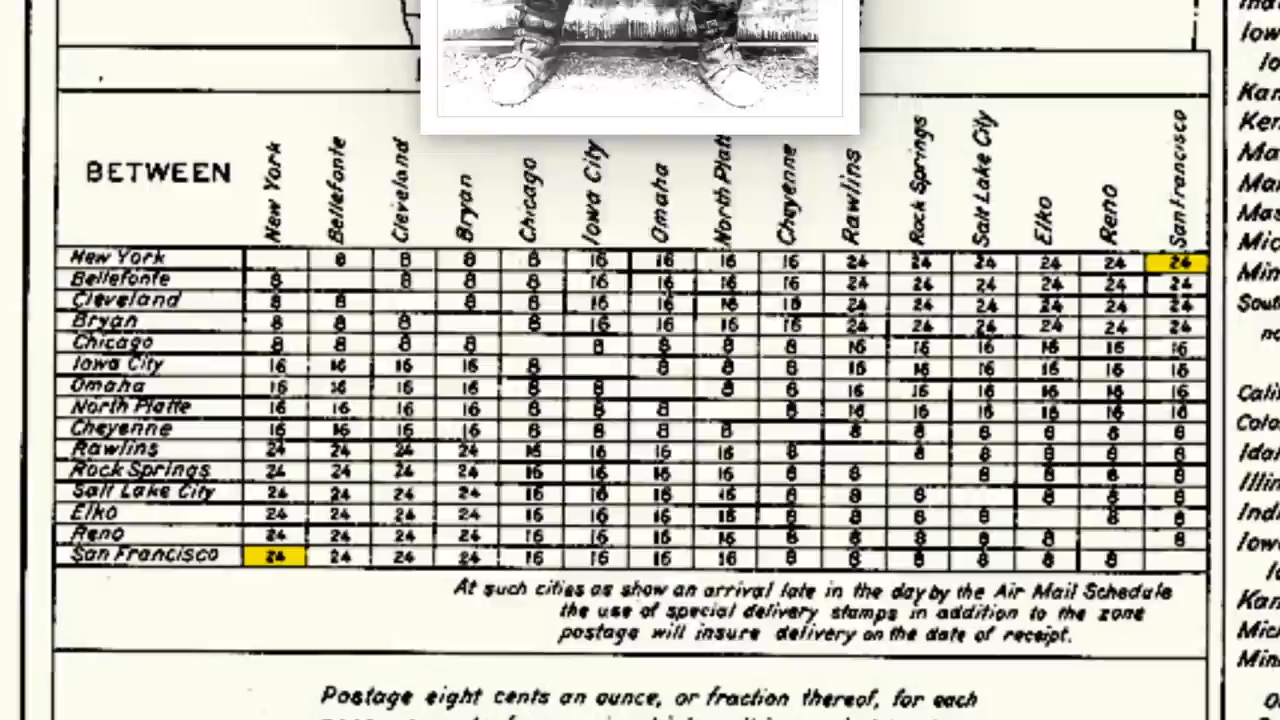 BETWEEN New York Bellefonte Cleveland Bryan Chicago Iowa City Omaha North Cheyenne Rawlins Rock Springs Salt Lake City Elko Reno San Francisco
New York 8 8 8 8 16 16 16 16 24 24 24 24 24 24
Bellefonte 8 8 8 8 16 16 16 16 24 24 24 24 24 24
Cleveland 8 8 8 8 16 16 16 16 24 24 24 24 24 24
Bryan 8 8 8 8 16 16 16 16 24 24 24 24 24 24
Chicago 8 8 8 8 8 8 8 8 16 16 16 16 16 16
Iowa City 16 16 16 16 8 8 8 8 16 16 16 16 16 16
Omaha 16 16 16 16 8 8 8 8 16 16 16 16 16 16
North Platte 16 16 16 16 8 8 8 8 16 16 16 16 16 16
Cheyenne 16 16 16 16 8 8 8 8 8 8 8 8 8 8
Rawlins 24 24 24 24 16 16 16 16 8 8 8 8 8 8
Rock Springs 24 24 24 24 16 16 16 16 8 8 8 8 8 8
Salt Lake City 24 24 24 24 16 16 16 16 8 8 8 8 8 8
Elko 24 24 24 24 16 16 16 16 8 8 8 8 8 8
Reno 24 24 24 24 16 16 16 16 8 8 8 8 8 8
San Francisco 24 24 24 24 16 16 16 16 8 8 8 8 8 8
At such cities as show an arrival late in the day by the Air Mail Schedule
the use of special delivery stamps in addition to the zone
postage will insure delivery on the date of receipt.
Postage eight cents an ounce, or fraction thereof, for each